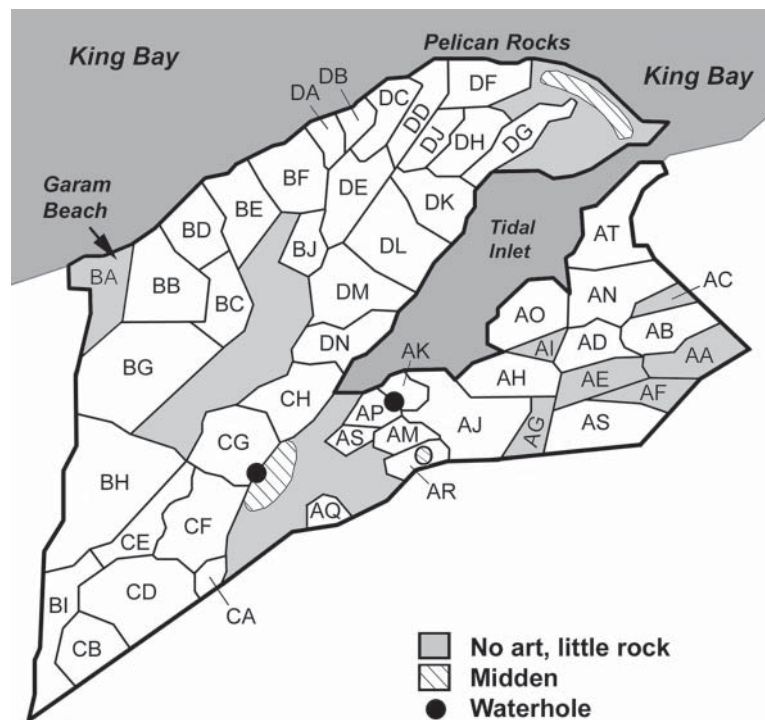 Pelican Rocks
King Bay
King Bay
DB
DA
DC
DD
DF
DJ
DH
DG
BF
DE
DK
Garam
Beach
BE
BD
BJ
DL
Tidal
Inlet
AT
BA
BB
BC
DM
AO
AN
AC
DN
AK
AI
AD
AB
AA
BG
CH
AP
AH
AE
AF
AS
AM
AJ
AG
AS
CG
BH
AR
CF
AQ
CE
BI
CD
CA
CB
No art, little rock
Midden
Waterhole